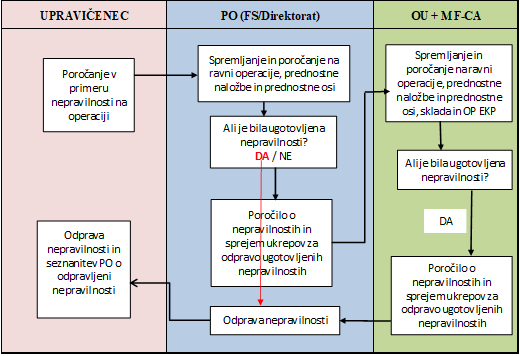 UPRAVIČENEC
PO (FS/Direktorat)
OU + MF-CA
Poročanje v
primeru
nepravilnosti na
operaciji
Spremljanje in poročanje na
ravni operacije, prednostne
naložbe in prednostne osi
Spremljanje in
poročanje na ravni
operacije, prednostne
naložbe in prednostne
osi, sklada in OP EKP
Ali je bila ugotovljena
nepravilnosti?
DA / NE
Ali je bila ugotovljena
nepravilnosti?
DA
Poročilo o
nepravilnostih in
sprejem ukrepov za
odpravo ugotovljenih
nepravilnostih
Odprava
nepravilnosti in
seznanitev PO o
odpravljeni
nepravilnosti
Poročilo o
nepravilnostih in
sprejem ukrepov za
odpravo ugotovljenih
nepravilnostih
Odprava nepravilnosti